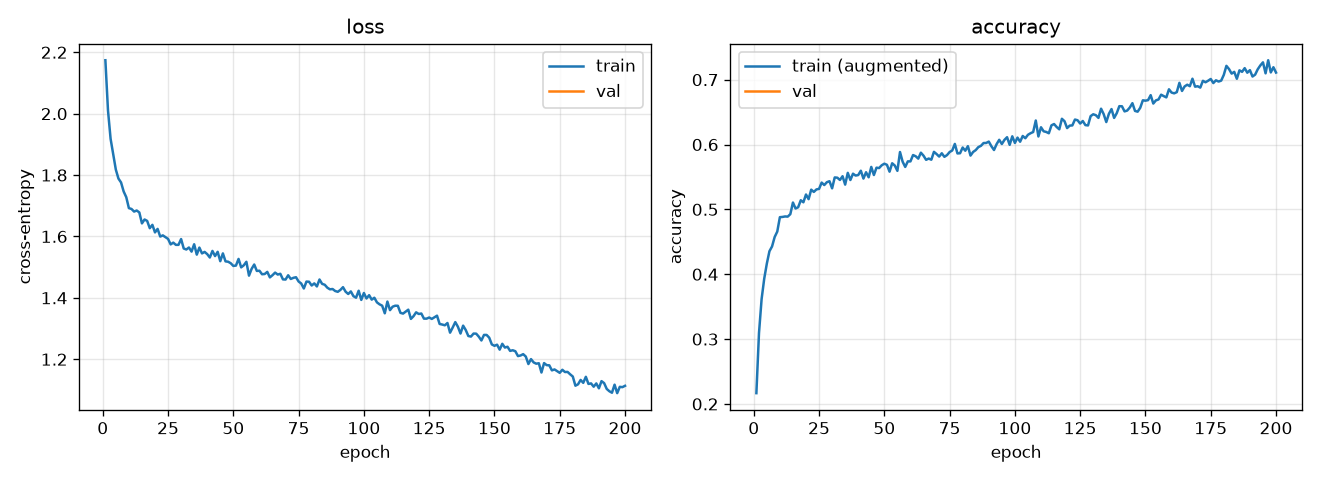 loss
2.2
2.0
1.8
1.6
1.4
1.2
cross-entropy
0 25 50 75 100 125 150 175 200
epoch
train
val
accuracy
0.7
0.6
0.5
0.4
0.3
0.2
accuracy
0 25 50 75 100 125 150 175 200
epoch
train (augmented)
val